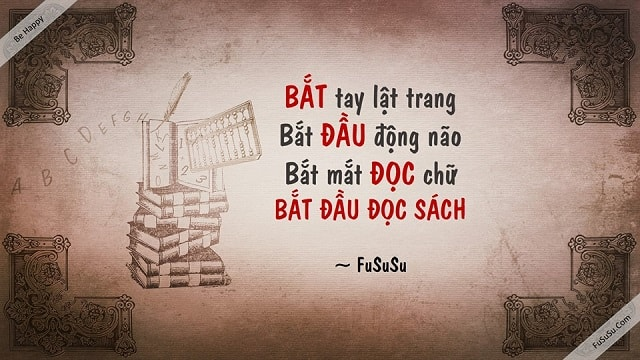 Be Happy
BẮT tay lật trang
Bắt ĐẦU động não
Bắt mắt ĐỌC chữ
BẮT ĐẦU ĐỌC SÁCH
~ FuSuSu
A B C D E F G H
FuSuSu.Com